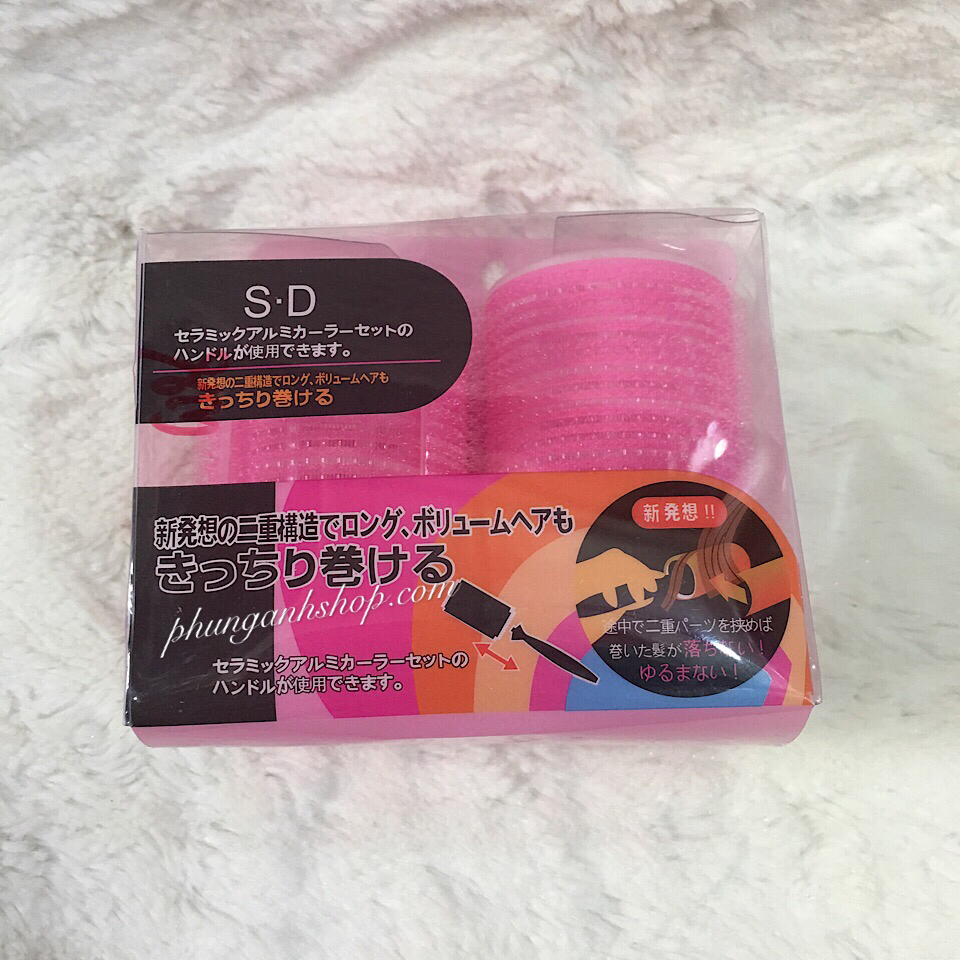 S·D
セラミックアルミカーラーセットの
ハンドルが使用できます。
新発想の二重構造でロング、ボリュームヘアも
きっちり巻ける
新発想の二重構造でロング、ボリュームヘアも
きっちり巻ける
phunganhshop.com
セラミックアルミカーラーセットの
ハンドルが使用できます。
新発想!!
途中で二重パーツを挟めば
巻いた髪が落ちない!
ゆるまない!